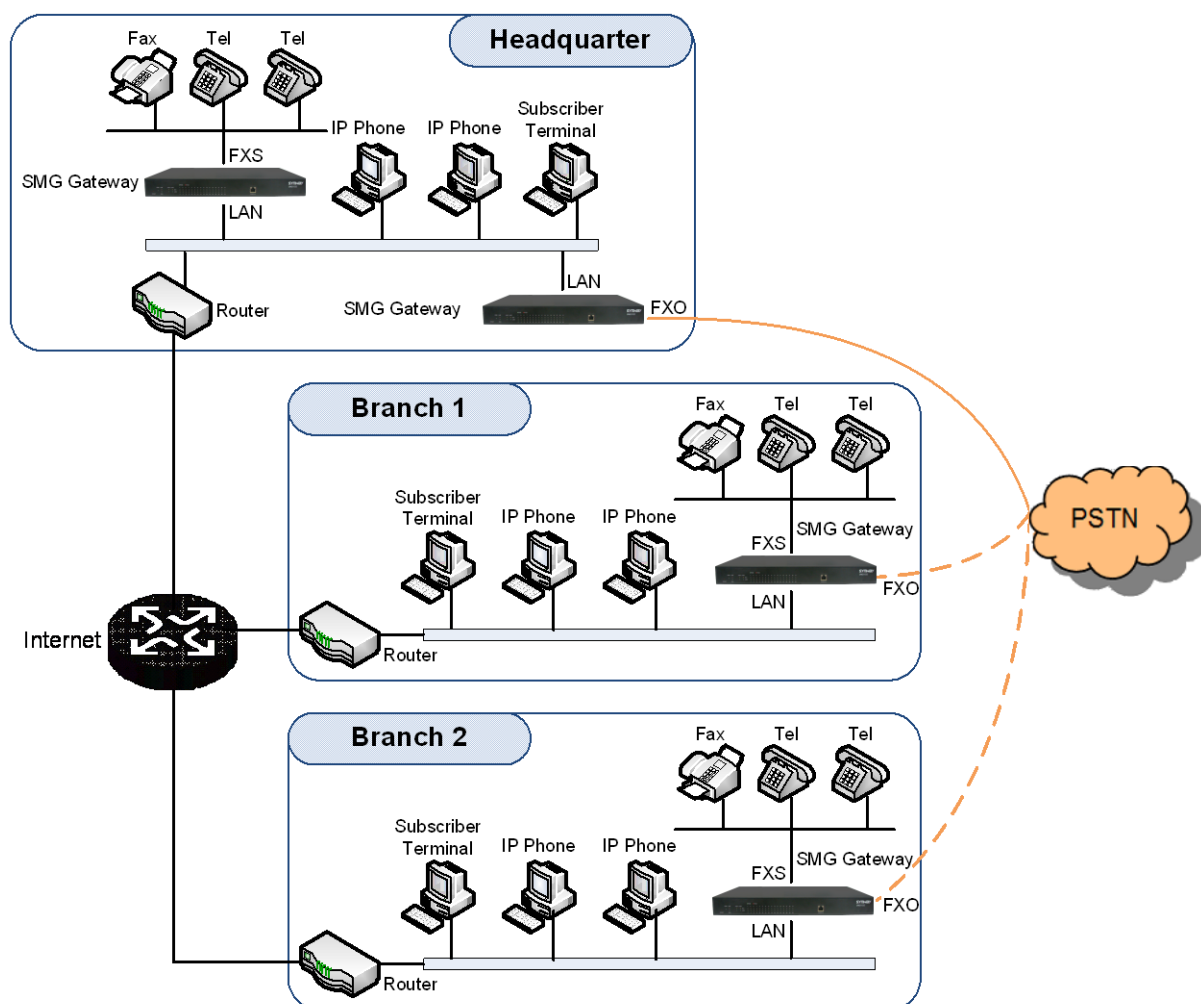 Headquarter
Fax
Tel
Tel
IP Phone
IP Phone
Subscriber
Terminal
FXS
SMG Gateway
LAN
LAN
Router
SMG Gateway
FXO
Branch 1
Fax
Tel
Tel
Subscriber
Terminal
IP Phone
IP Phone
SMG Gateway
FXS
FXO
LAN
Router
PSTN
Internet
Branch 2
Fax
Tel
Tel
Subscriber
Terminal
IP Phone
IP Phone
SMG Gateway
FXS
FXO
LAN
Router